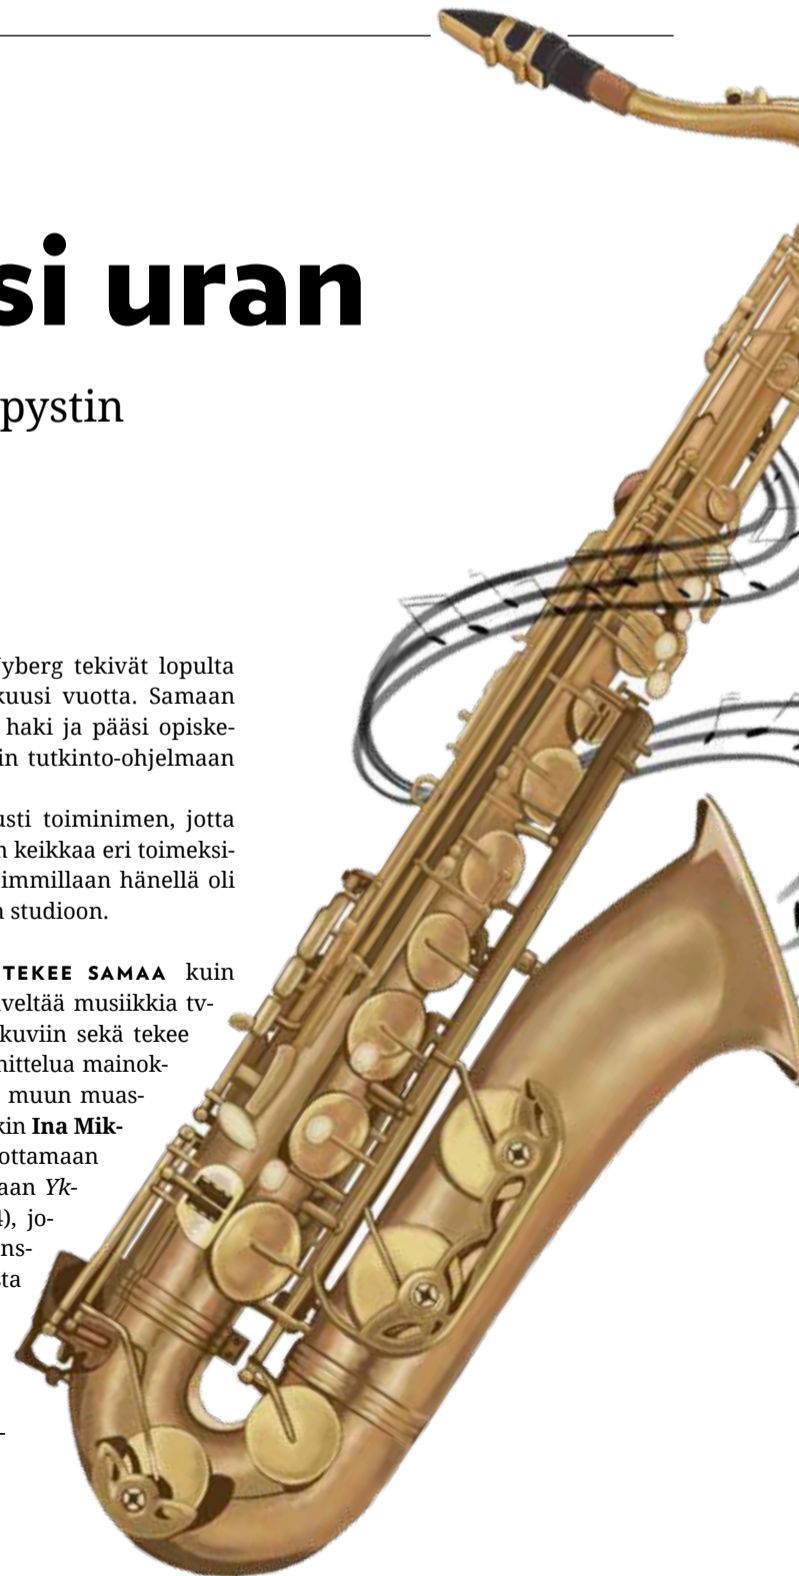 si uran
pystin
yberg tekivät lopulta
kuusi vuotta. Samaan
haki ja pääsi opiske-
in tutkinto-ohjelmaan
usti toiminimen, jotta
n keikkaa eri toimeksi-
immillaan hänellä oli
n studioon.
TEKEE SAMAA kuin
veltää musiikkia tv-
kuviin sekä tekee
nittelua mainok-
muun muas-
kin Ina Mik-
ottamaan
aan Yk-
), jo-
ns-
sta
-